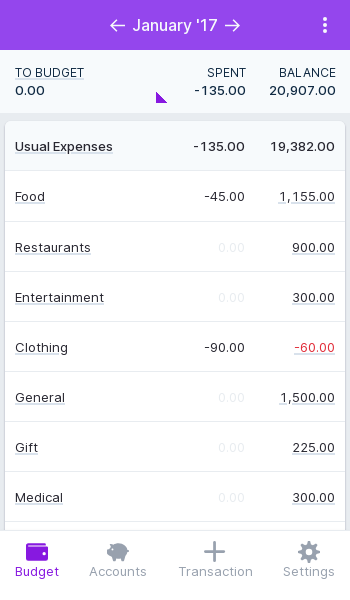 ← January '17 →
TO BUDGET SPENT BALANCE
0.00 -135.00 20,907.00
Usual Expenses -135.00 19,382.00
Food -45.00 1,155.00
Restaurants 0.00 900.00
Entertainment 0.00 300.00
Clothing -90.00 -60.00
General 0.00 1,500.00
Gift 0.00 225.00
Medical 0.00 300.00
Budget Accounts Transaction Settings